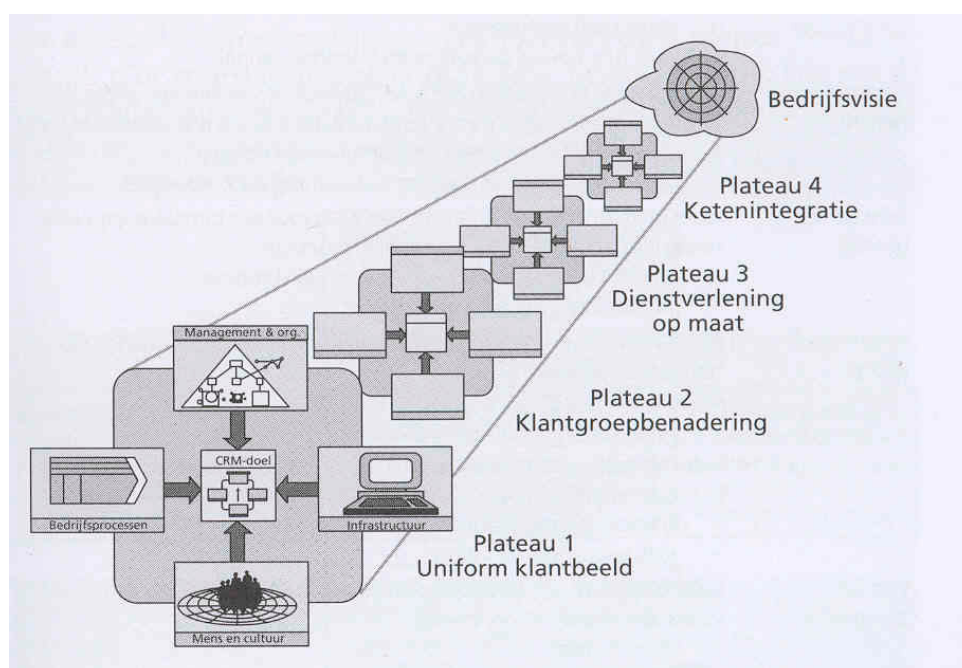 Bedrijfsvisie
Plateau 4
Ketenintegratie
Plateau 3
Dienstverlening
op maat
Management & org.
Plateau 2
Klantgroepbenadering
CRM-doel
Bedrijfsprocessen
Infrastructuur
Plateau 1
Uniform klantbeeld
Mens en cultuur